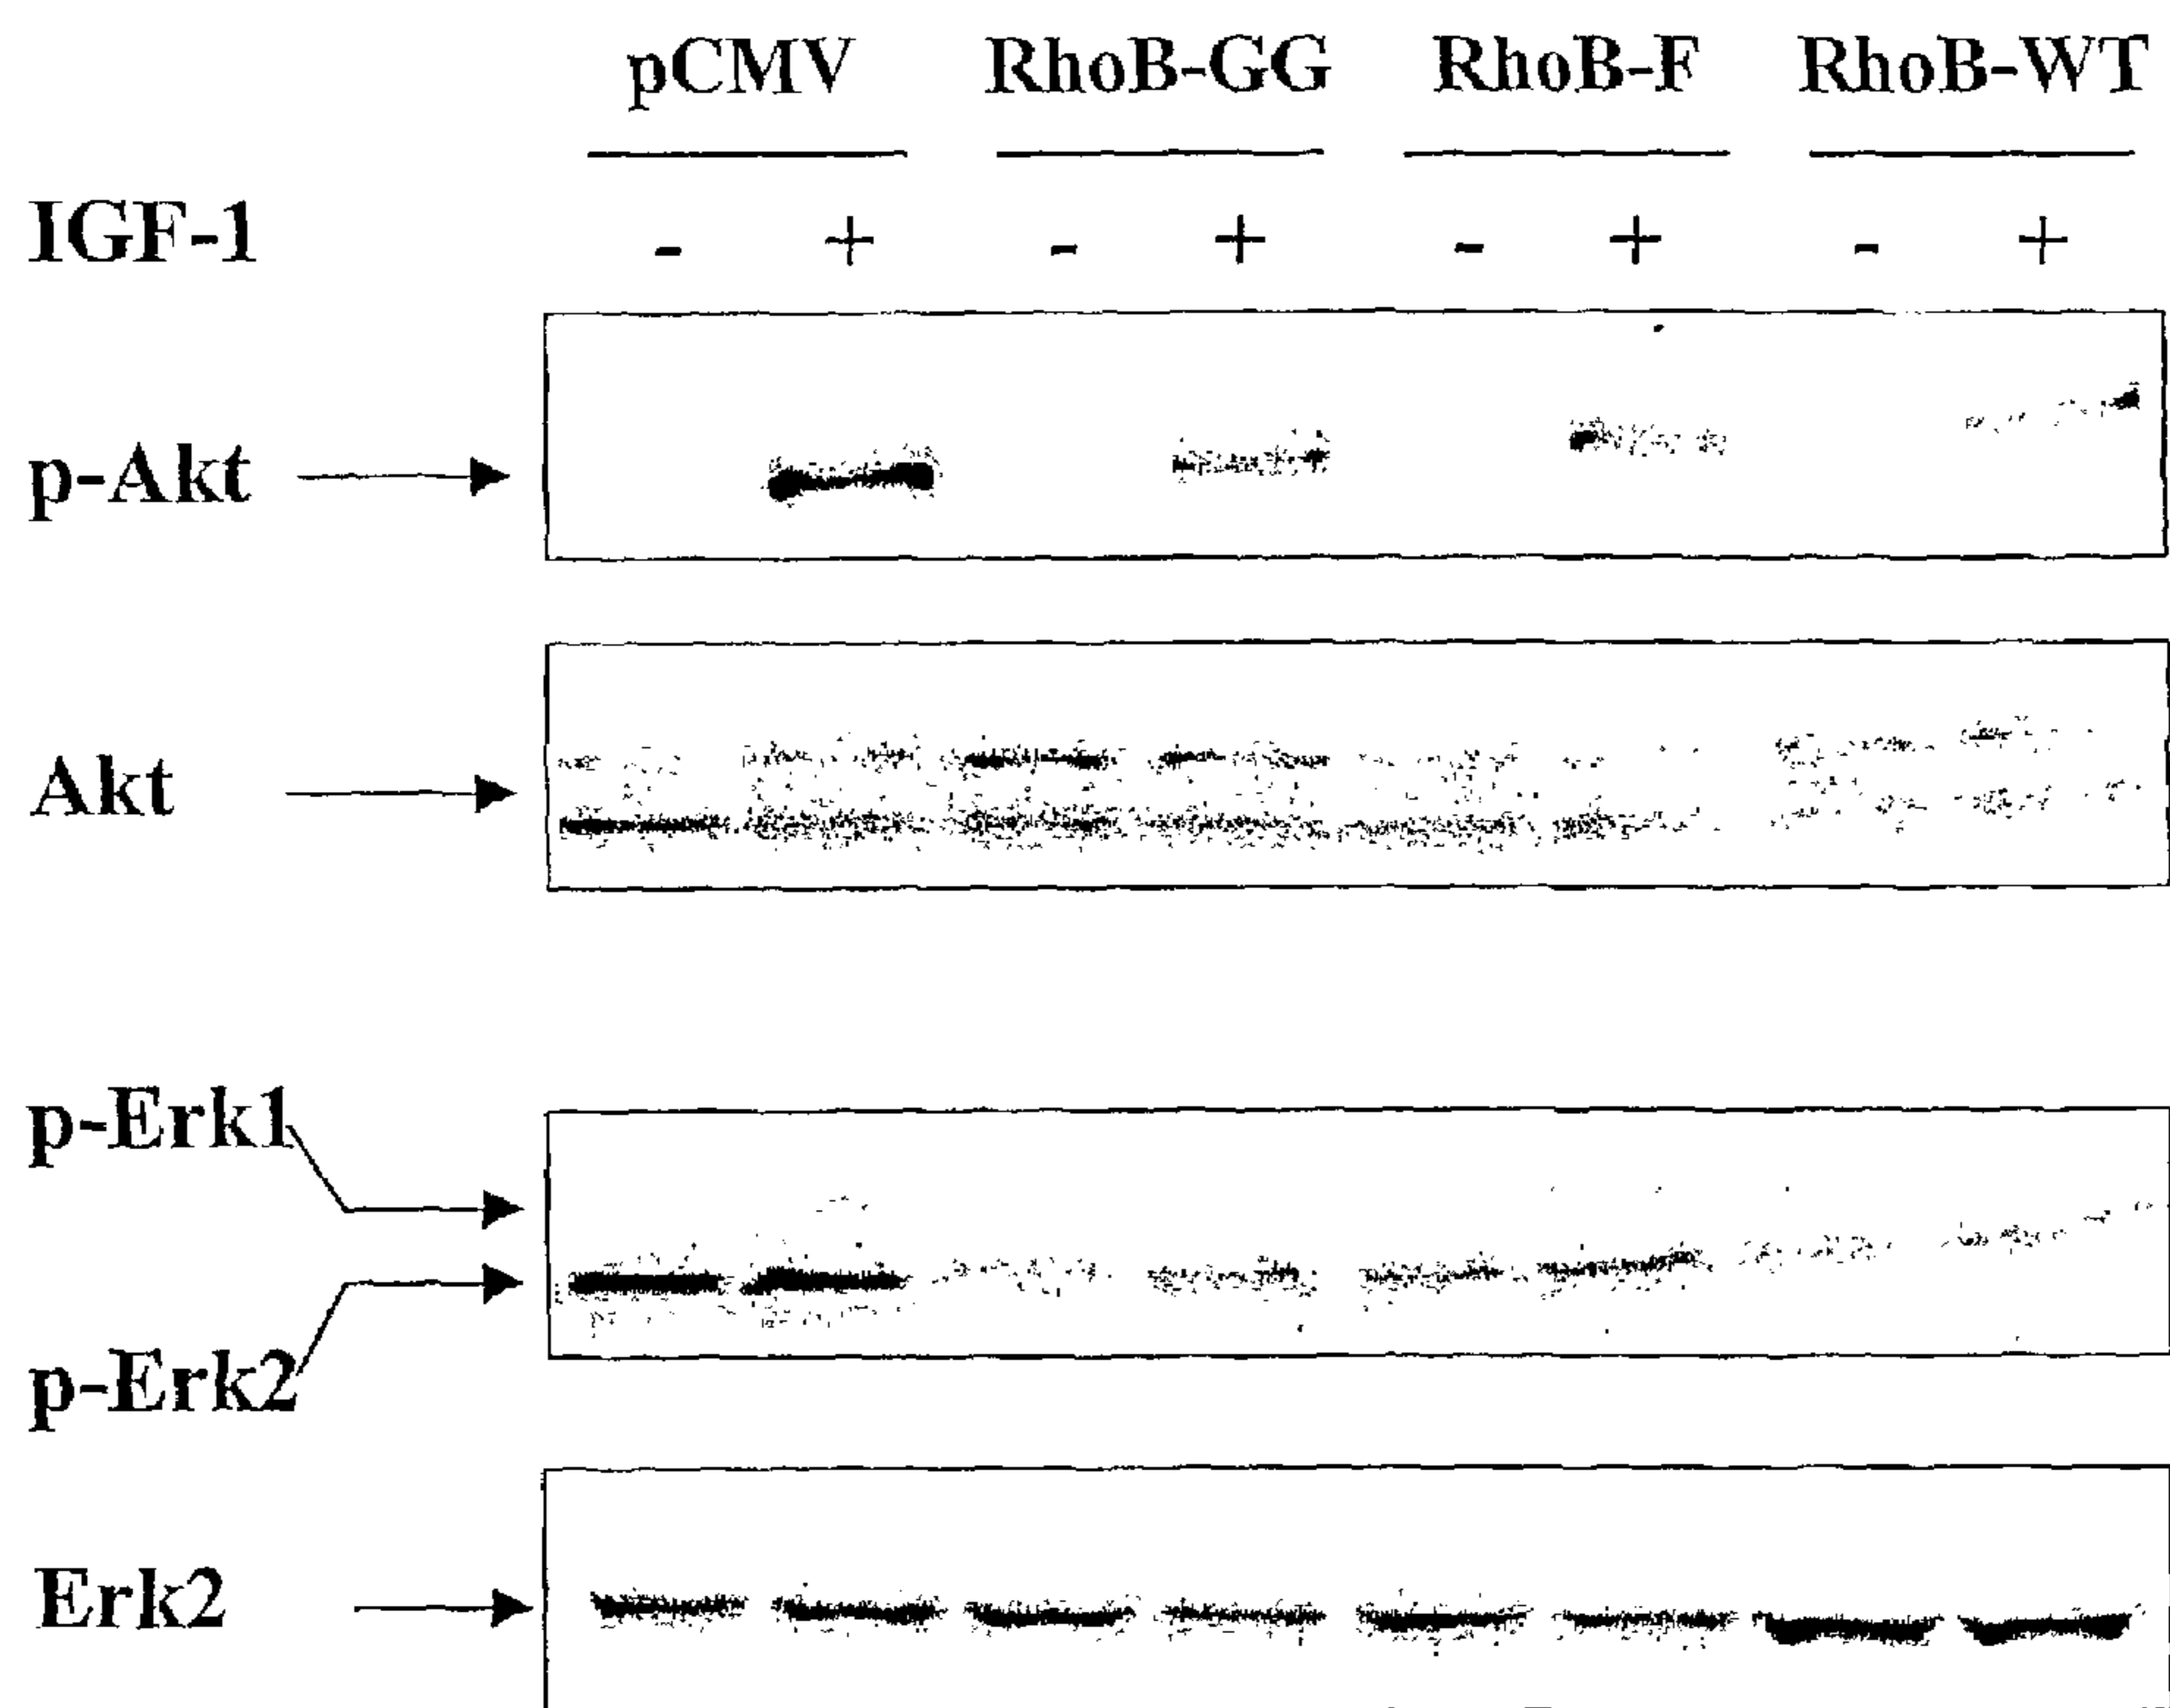 pCMV RhoB-GG RhoB-F RhoB-WT
IGF-1 - + - + - + - +
p-Akt
Akt
p-Erk1
p-Erk2
Erk2